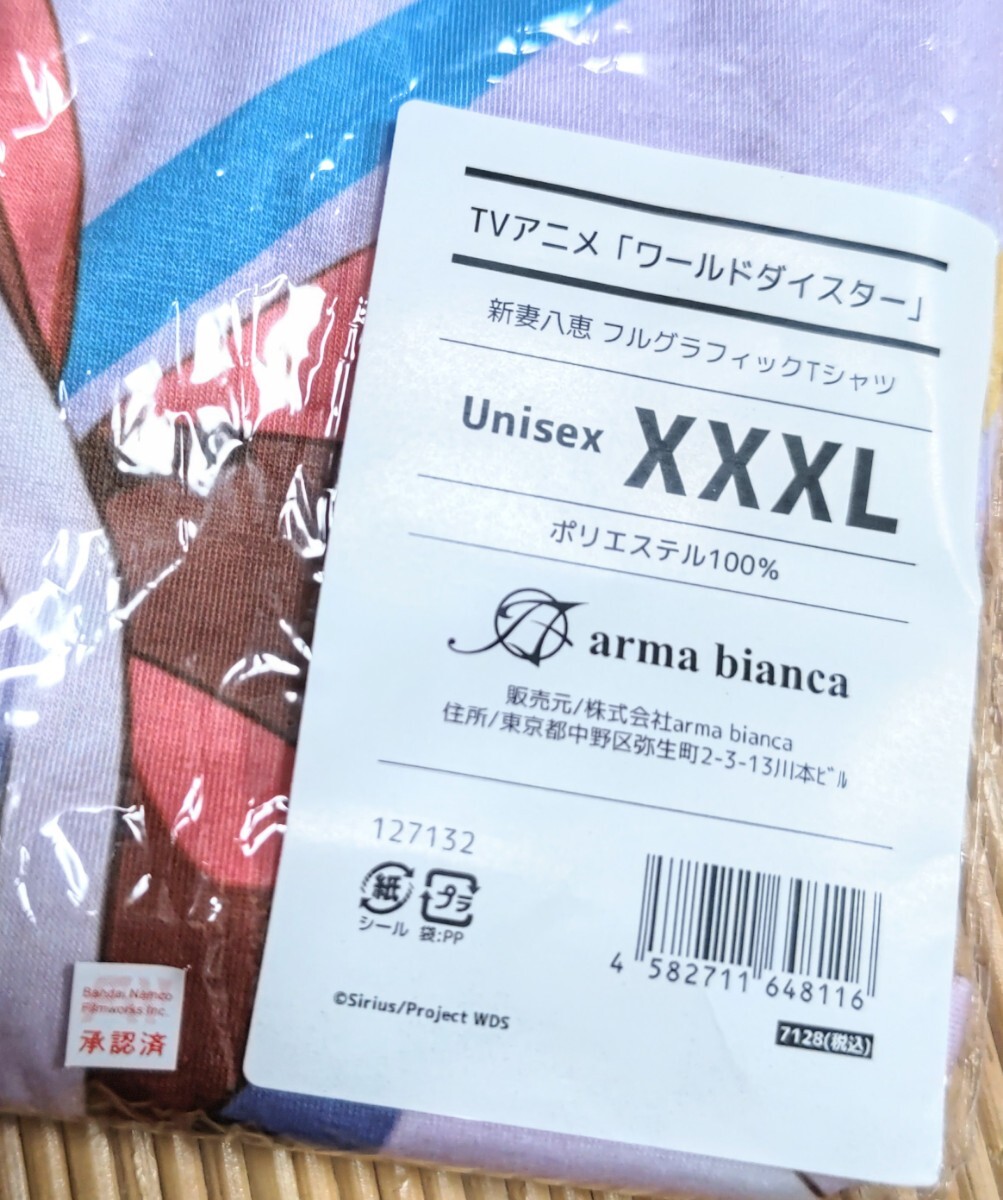 TVアニメ「ワールドダイスター」
新妻八恵 フルグラフィックTシャツ
Unisex XXXL
ポリエステル100%
arma bianca
販売元/株式会社arma bianca
住所/東京都中野区弥生町2-3-13川本ﾋﾞﾙ
127132
紙 プラ
シール 袋:PP
4 582711 648116
©Sirius/Project WDS
7128(税込)
Bandai Namco
Filmworks Inc.
承認済